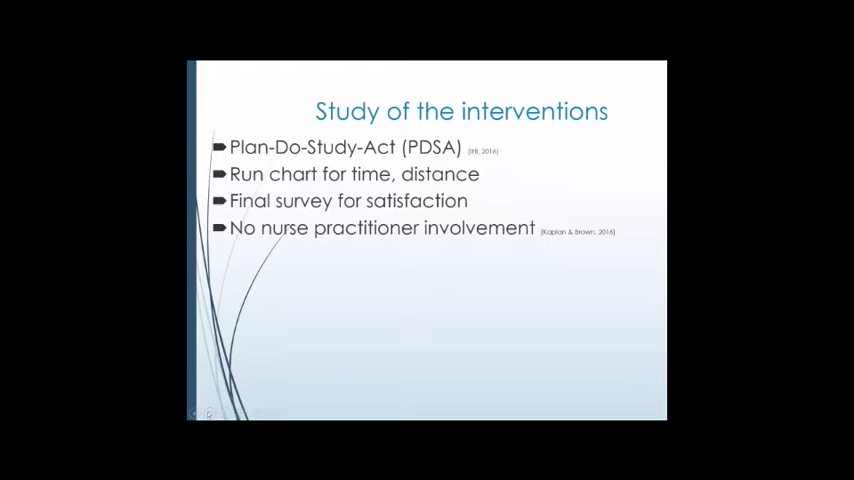 Study of the interventions
Plan-Do-Study-Act (PDSA) (IHI, 2016)
Run chart for time, distance
Final survey for satisfaction
No nurse practitioner involvement (Kaplan & Brown, 2016)